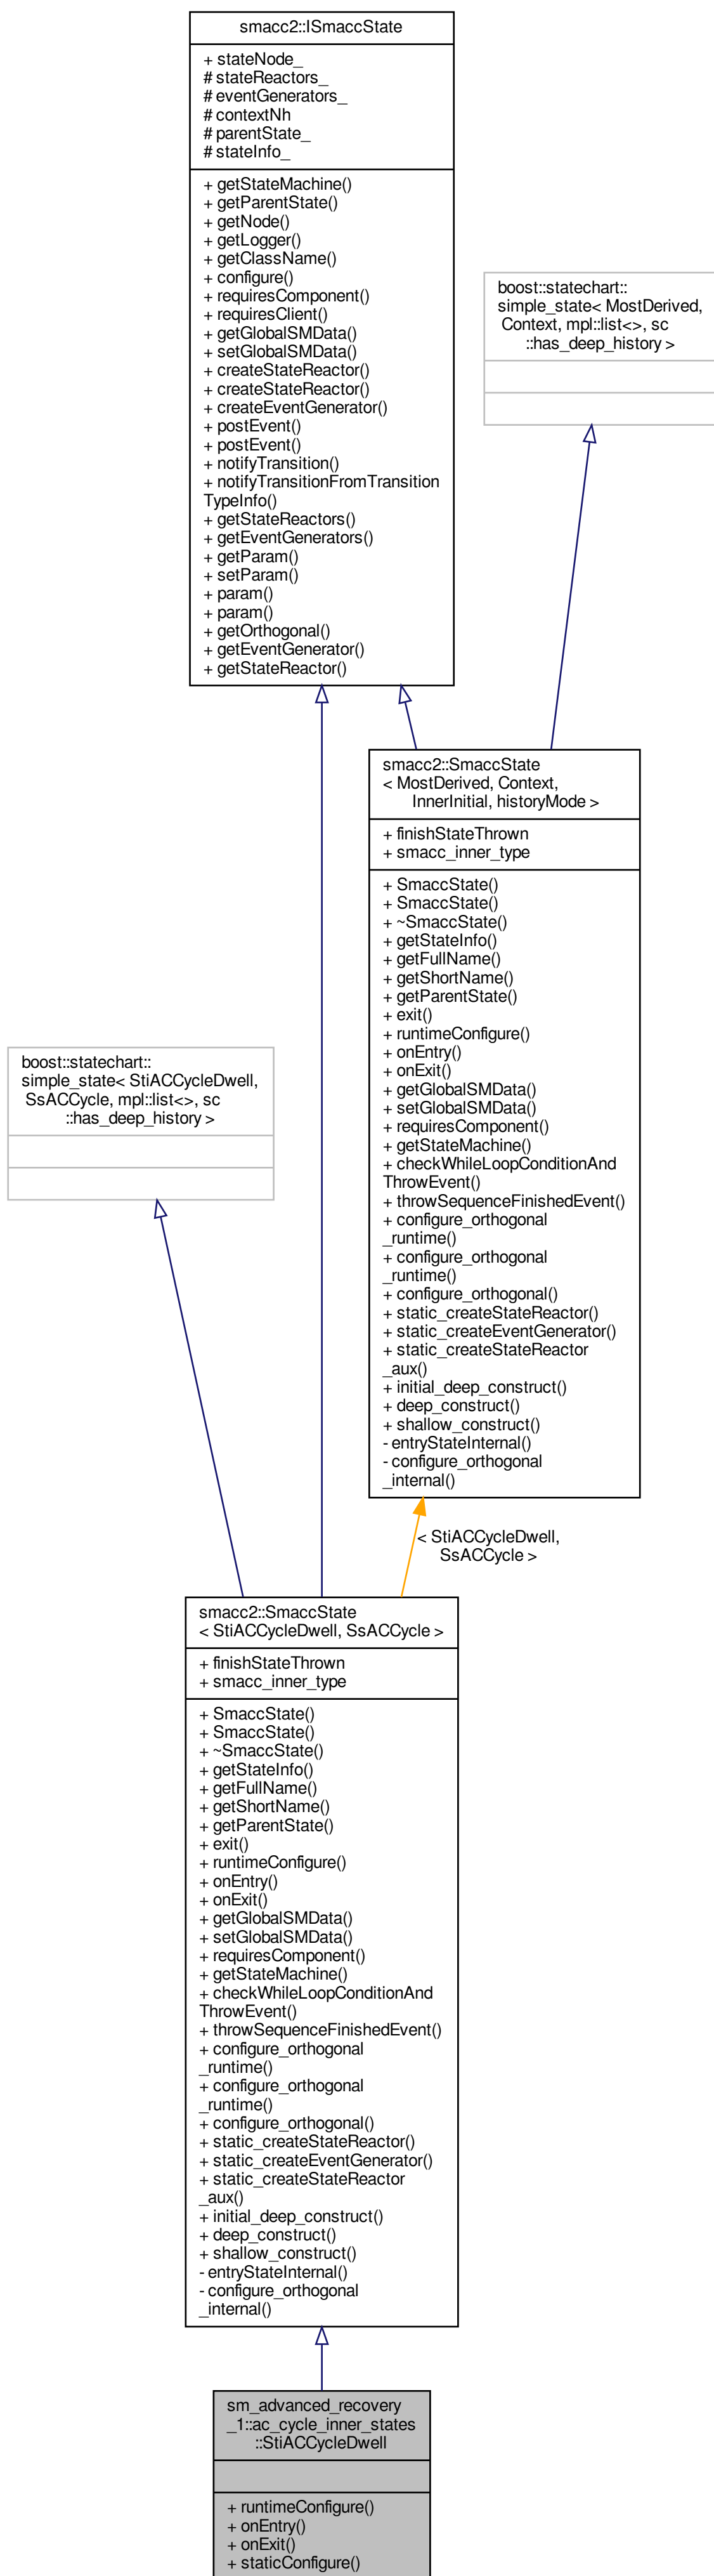 smacc2::ISmaccState
+ stateNode_
# stateReactors_
# eventGenerators_
# contextNh
# parentState_
# stateInfo_
+ getStateMachine()
+ getParentState()
+ getNode()
+ getLogger()
+ getClassName()
+ configure()
+ requiresComponent()
+ requiresClient()
+ getGlobalSMData()
+ setGlobalSMData()
+ createStateReactor()
+ createStateReactor()
+ createEventGenerator()
+ postEvent()
+ postEvent()
+ notifyTransition()
+ notifyTransitionFromTransition
TypeInfo()
+ getStateReactors()
+ getEventGenerators()
+ getParam()
+ setParam()
+ param()
+ param()
+ getOrthogonal()
+ getEventGenerator()
+ getStateReactor()
boost::statechart::
simple_state< MostDerived,
Context, mpl::list<>, sc
::has_deep_history >
smacc2::SmaccState
< MostDerived, Context,
InnerInitial, historyMode >
+ finishStateThrown
+ smacc_inner_type
+ SmaccState()
+ SmaccState()
+ ~SmaccState()
+ getStateInfo()
+ getFullName()
+ getShortName()
+ getParentState()
+ exit()
+ runtimeConfigure()
+ onEntry()
+ onExit()
+ getGlobalSMData()
+ setGlobalSMData()
+ requiresComponent()
+ getStateMachine()
+ checkWhileLoopConditionAnd
ThrowEvent()
+ throwSequenceFinishedEvent()
+ configure_orthogonal
_runtime()
+ configure_orthogonal
_runtime()
+ configure_orthogonal()
+ static_createStateReactor()
+ static_createEventGenerator()
+ static_createStateReactor
_aux()
+ initial_deep_construct()
+ deep_construct()
+ shallow_construct()
- entryStateInternal()
- configure_orthogonal
_internal()
boost::statechart::
simple_state< StiACCycleDwell,
SsACCycle, mpl::list<>, sc
::has_deep_history >
< StiACCycleDwell,
SsACCycle >
smacc2::SmaccState
< StiACCycleDwell, SsACCycle >
+ finishStateThrown
+ smacc_inner_type
+ SmaccState()
+ SmaccState()
+ ~SmaccState()
+ getStateInfo()
+ getFullName()
+ getShortName()
+ getParentState()
+ exit()
+ runtimeConfigure()
+ onEntry()
+ onExit()
+ getGlobalSMData()
+ setGlobalSMData()
+ requiresComponent()
+ getStateMachine()
+ checkWhileLoopConditionAnd
ThrowEvent()
+ throwSequenceFinishedEvent()
+ configure_orthogonal
_runtime()
+ configure_orthogonal
_runtime()
+ configure_orthogonal()
+ static_createStateReactor()
+ static_createEventGenerator()
+ static_createStateReactor
_aux()
+ initial_deep_construct()
+ deep_construct()
+ shallow_construct()
- entryStateInternal()
- configure_orthogonal
_internal()
sm_advanced_recovery
_1::ac_cycle_inner_states
::StiACCycleDwell
+ runtimeConfigure()
+ onEntry()
+ onExit()
+ staticConfigure()